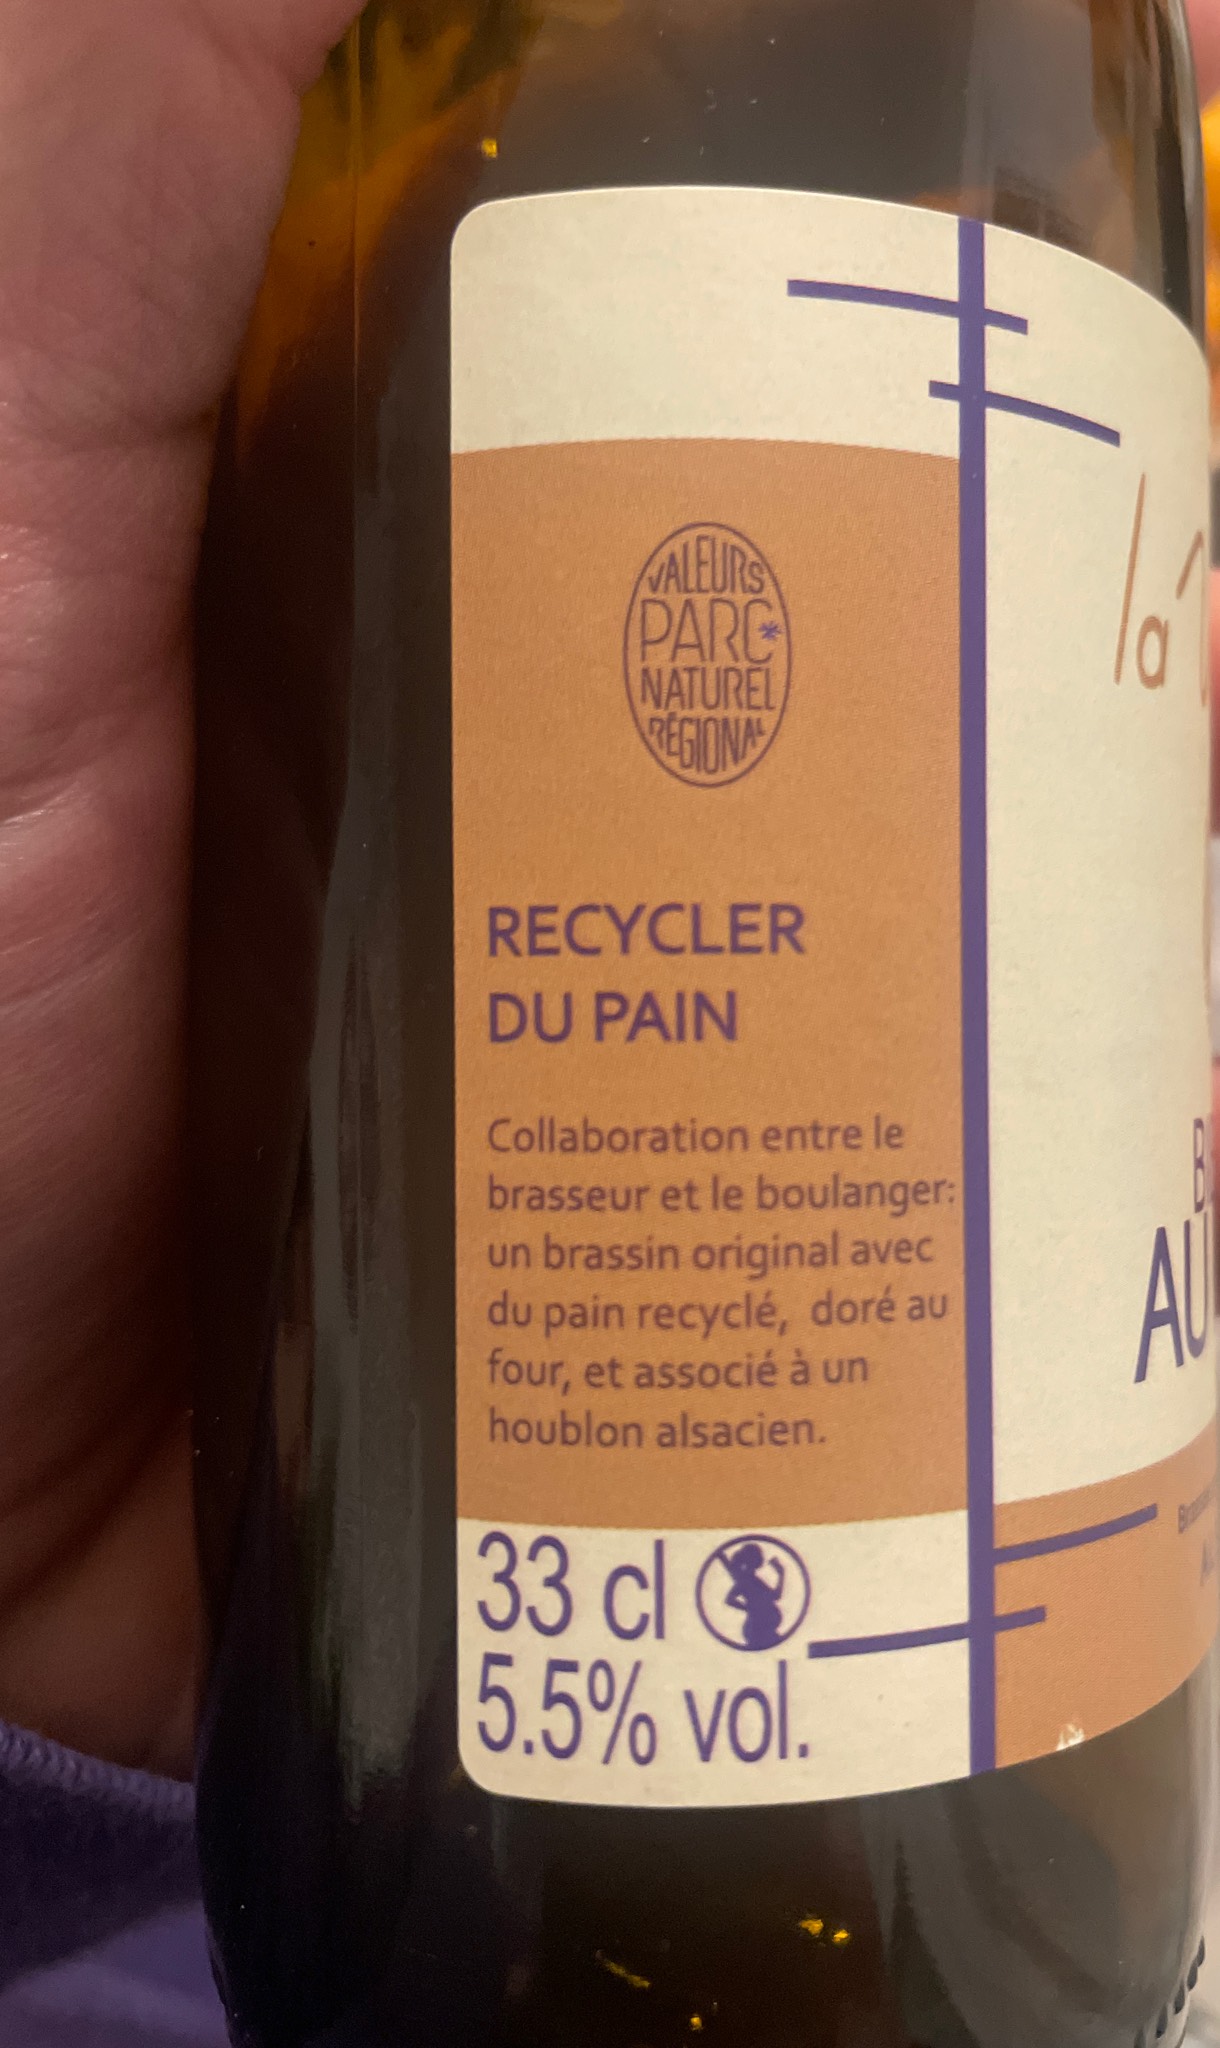 VALEURS
PARC*
NATUREL
RÉGIONAL
RECYCLER
DU PAIN
Collaboration entre le
brasseur et le boulanger:
un brassin original avec
du pain recyclé, doré au
four, et associé à un
houblon alsacien.
33 cl
5.5% vol.
la
AU